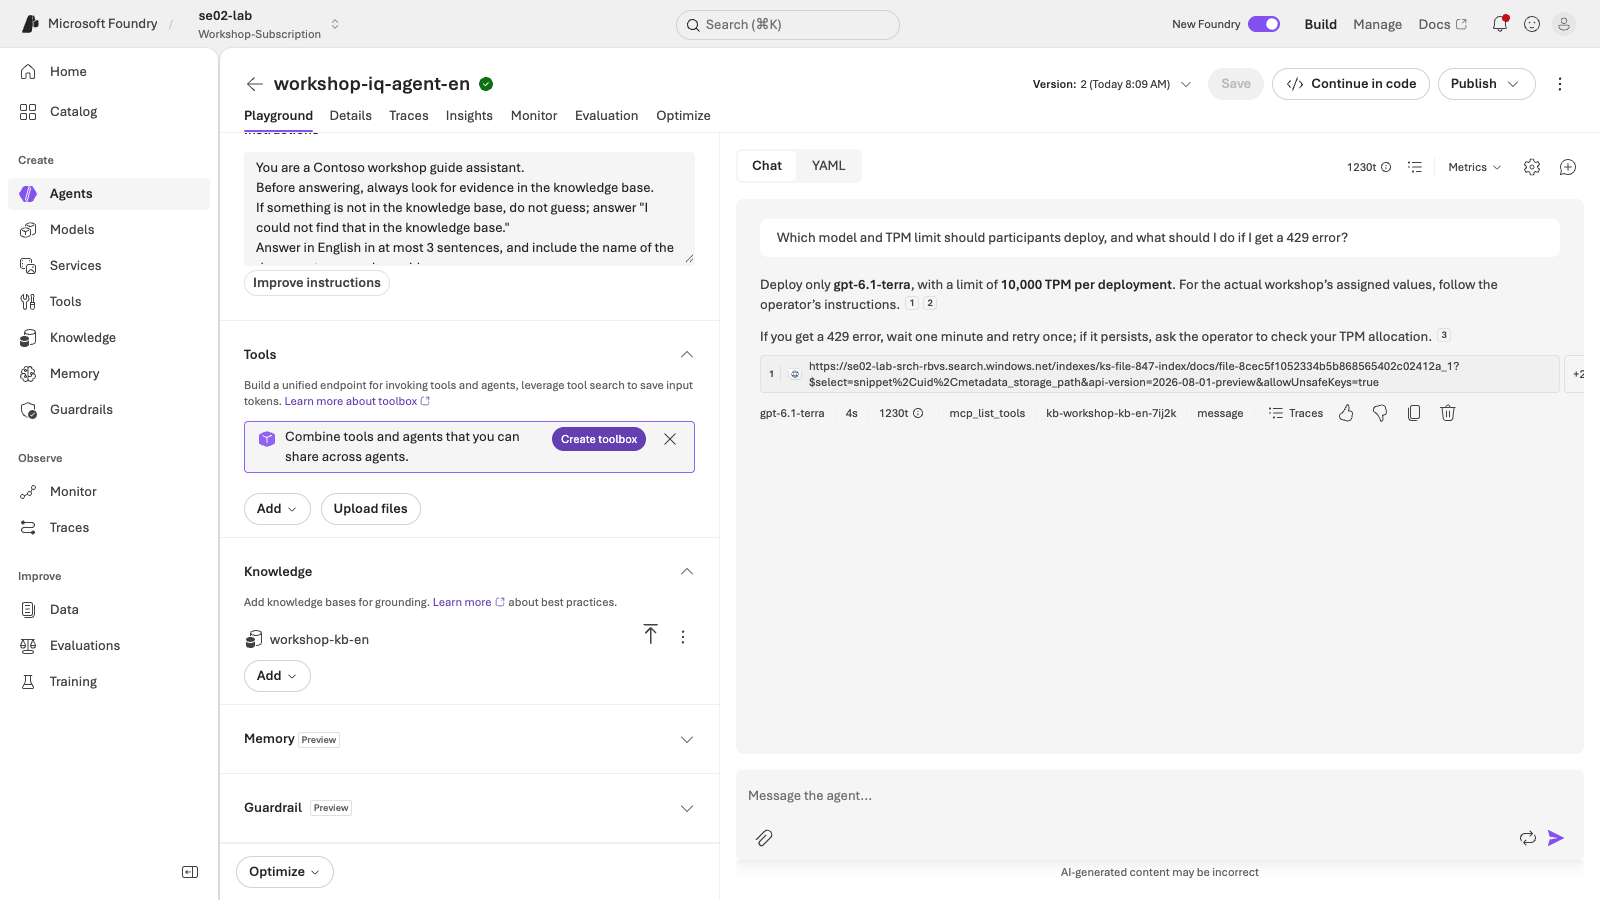 Microsoft Foundry / se02-lab
Workshop-Subscription
Search (⌘K)
New Foundry
Build
Manage
Docs
Home
Catalog
Create
Agents
Models
Services
Tools
Knowledge
Memory
Guardrails
Observe
Monitor
Traces
Improve
Data
Evaluations
Training
workshop-iq-agent-en
Version: 2 (Today 8:09 AM)
Save
Continue in code
Publish
Playground
Details
Traces
Insights
Monitor
Evaluation
Optimize
You are a Contoso workshop guide assistant.
Before answering, always look for evidence in the knowledge base.
If something is not in the knowledge base, do not guess; answer "I
could not find that in the knowledge base."
Answer in English in at most 3 sentences, and include the name of the
Improve instructions
Tools
Build a unified endpoint for invoking tools and agents, leverage tool search to save input
tokens. Learn more about toolbox
Combine tools and agents that you can
share across agents.
Create toolbox
Add
Upload files
Knowledge
Add knowledge bases for grounding. Learn more about best practices.
workshop-kb-en
Add
Memory Preview
Guardrail Preview
Optimize
Chat
YAML
1230t
Metrics
Which model and TPM limit should participants deploy, and what should I do if I get a 429 error?
Deploy only gpt-6.1-terra, with a limit of 10,000 TPM per deployment. For the actual workshop's assigned values, follow the
operator's instructions. 1 2
If you get a 429 error, wait one minute and retry once; if it persists, ask the operator to check your TPM allocation. 3
1
https://se02-lab-srch-rbvs.search.windows.net/indexes/ks-file-847-index/docs/file-8cec5f1052334b5b868565402c02412a_1?
$select=snippet%2Cuid%2Cmetadata_storage_path&api-version=2026-08-01-preview&allowUnsafeKeys=true
+2
gpt-6.1-terra
4s
1230t
mcp_list_tools
kb-workshop-kb-en-7ij2k
message
Traces
Message the agent...
AI-generated content may be incorrect